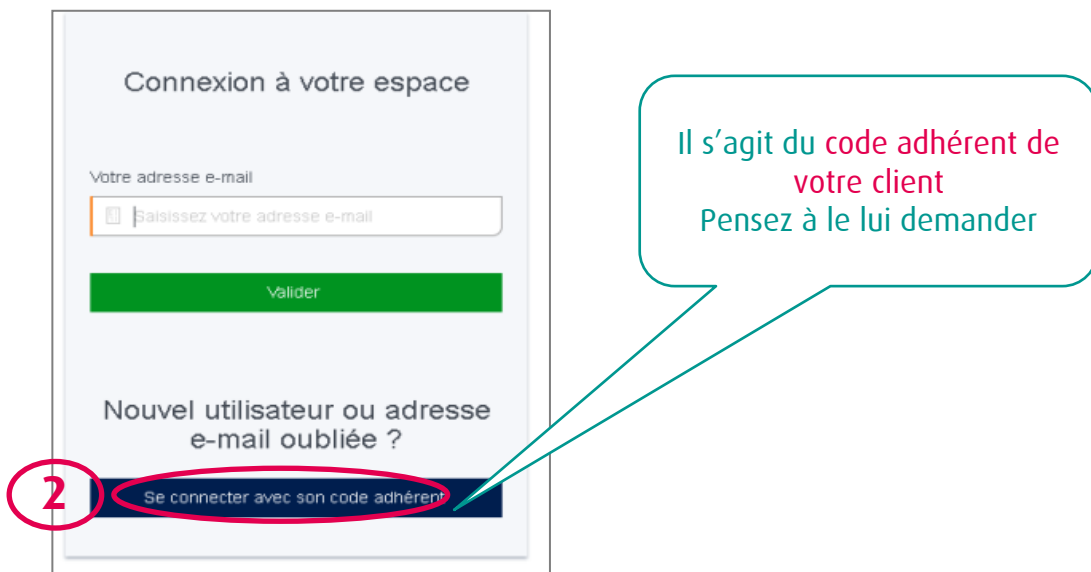 Connexion à votre espace
Votre adresse e-mail
Saisissez votre adresse e-mail
Valider
Nouvel utilisateur ou adresse
e-mail oubliée ?
2
Se connecter avec son code adhérent
Il s’agit du code adhérent de
votre client
Pensez à le lui demander